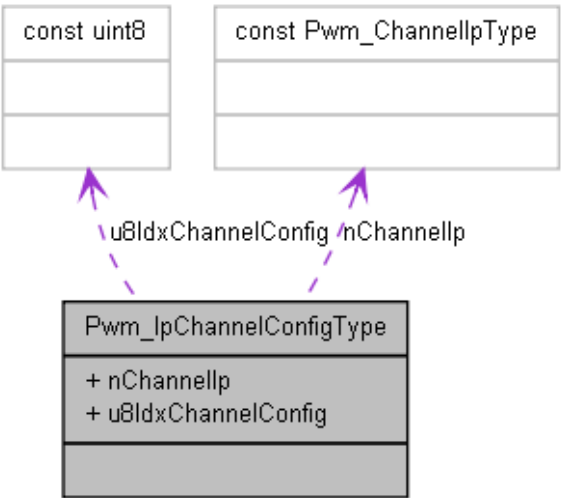 const uint8
const Pwm_ChannelIpType
u8IdxChannelConfig
nChannelIp
Pwm_IpChannelConfigType
+ nChannelIp
+ u8IdxChannelConfig